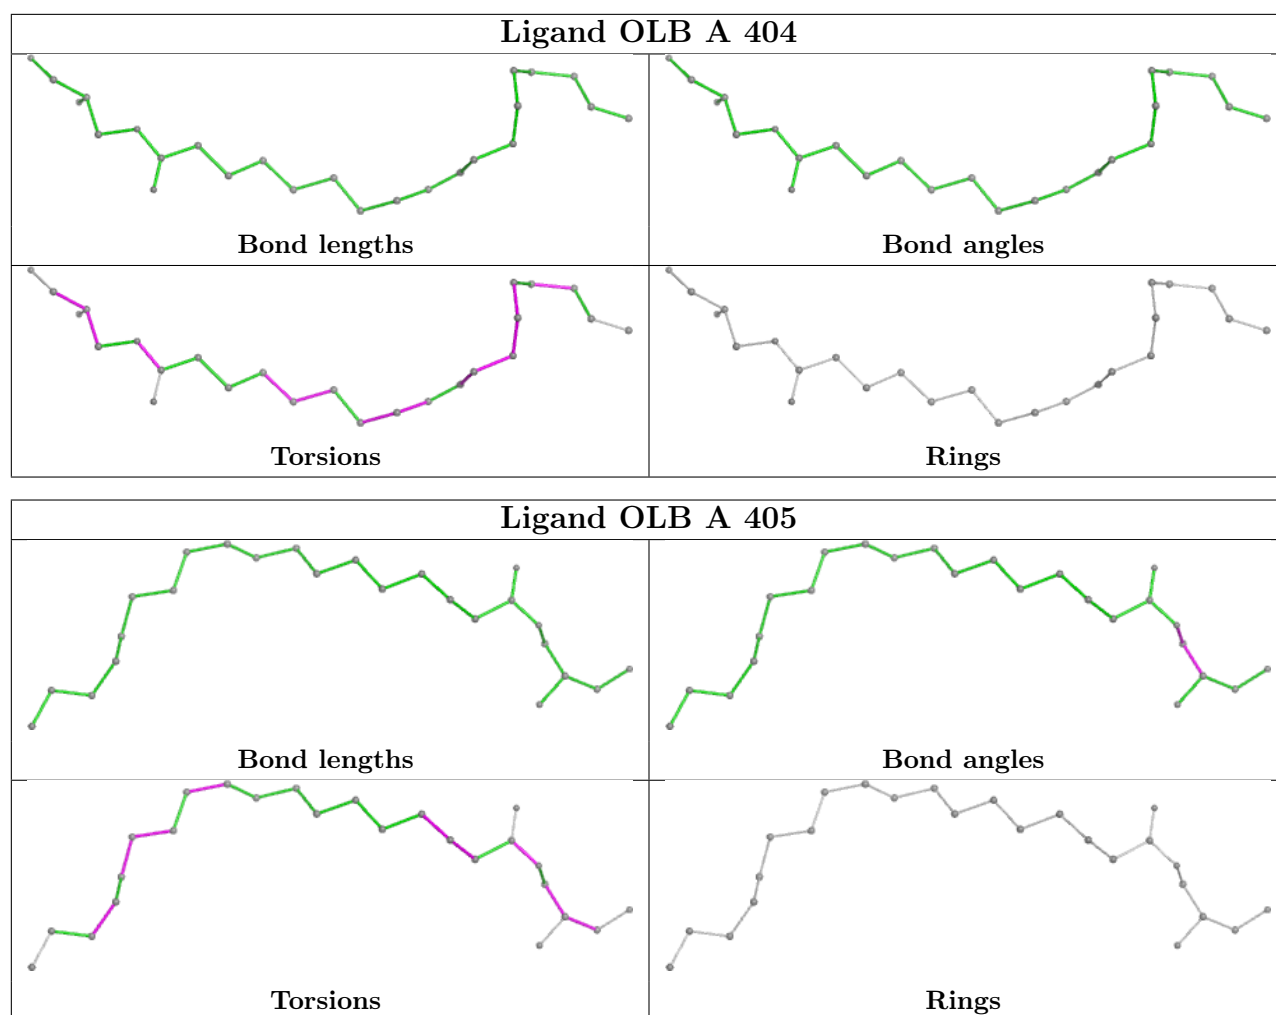 Ligand OLB A 404
Bond lengths
Bond angles
Torsions
Rings
Ligand OLB A 405
Bond lengths
Bond angles
Torsions
Rings